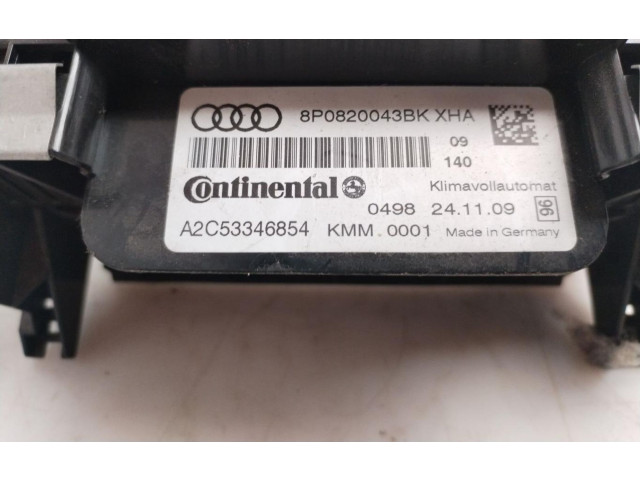 8P0820043BK XHA
09
140
Continental
Klimavollautomat
0498 24.11.09 96
A2C53346854 KMM 0001 Made in Germany